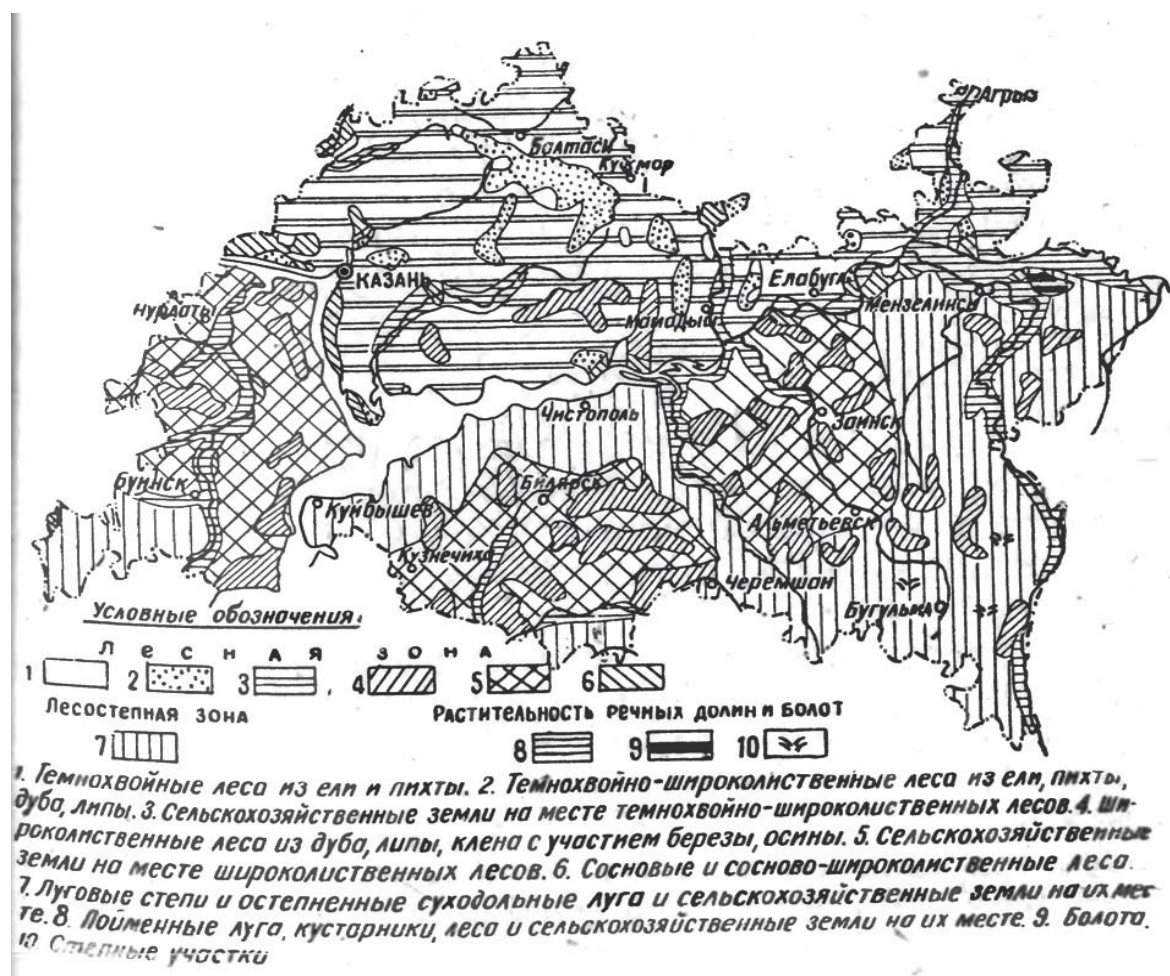 Агрыз
Балтаси
Кукмор
КАЗАНЬ
Елабуга
Нурлаты
Мамадыш
Мензелинск
Чистополь
Заинск
Буинск
Билярск
Куйбышев
Альметьевск
Кузнечиха
Черемшан
Бугульма
Условные обозначения:
Лесная зона
1 2 3 4 5 6
Лесостепная зона
Растительность речных долин и болот
7 8 9 10
1. Темнохвойные леса из ели и пихты. 2. Темнохвойно-широколиственные леса из ели, пихты,
дуба, липы. 3. Сельскохозяйственные земли на месте темнохвойно-широколиственных лесов. 4. Ши-
роколиственные леса из дуба, липы, клена с участием березы, осины. 5. Сельскохозяйственные
земли на месте широколиственных лесов. 6. Сосновые и сосново-широколиственные леса.
7. Луговые степи и остепненные суходольные луга и сельскохозяйственные земли на их мес-
те. 8. Пойменные луга, кустарники, леса и сельскохозяйственные земли на их месте. 9. Болота.
10. Степные участки